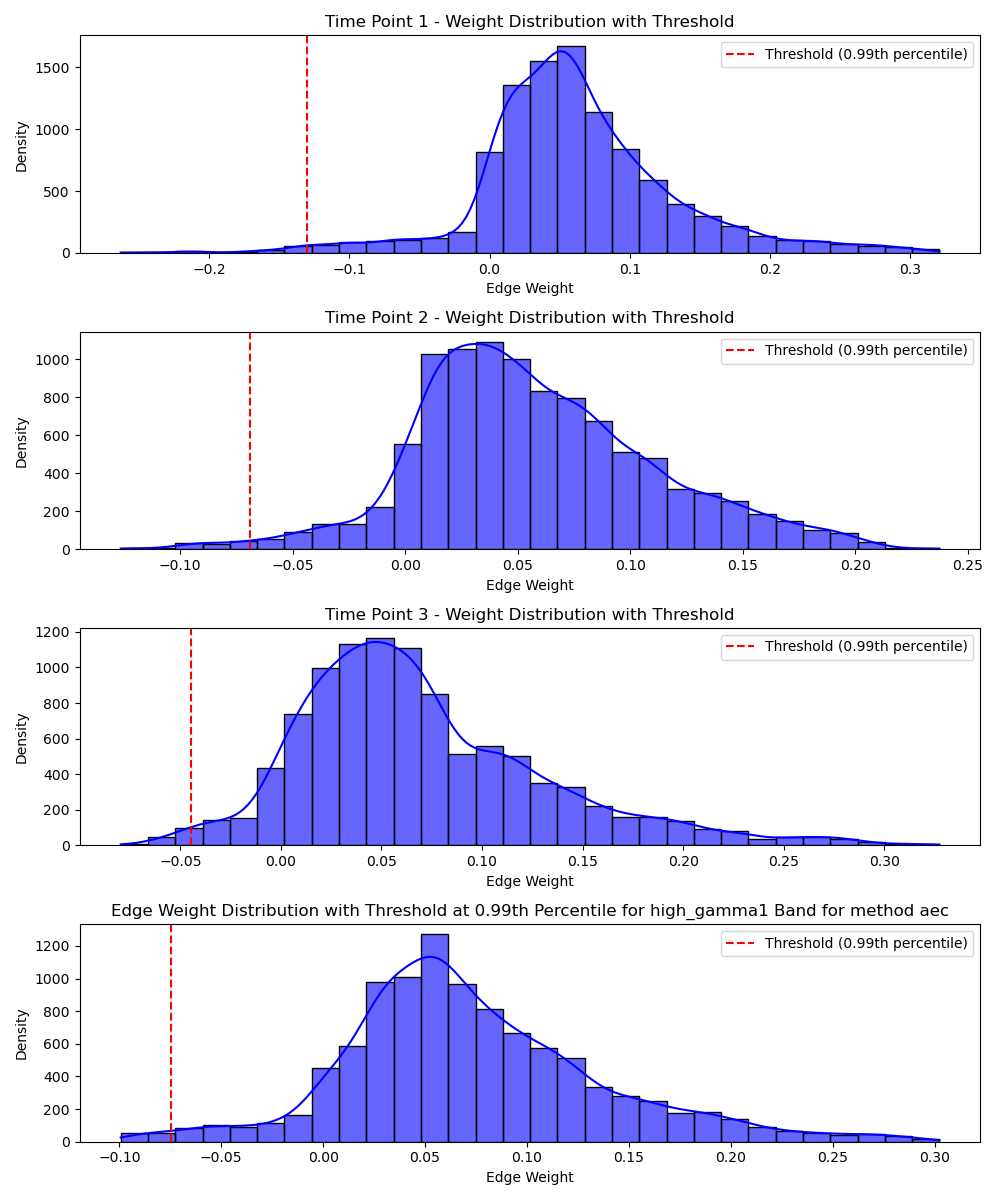 Time Point 1 - Weight Distribution with Threshold
Threshold (0.99th percentile)
Density
1500
1000
500
0
−0.2 −0.1 0.0 0.1 0.2 0.3
Edge Weight
Time Point 2 - Weight Distribution with Threshold
Threshold (0.99th percentile)
Density
1000
800
600
400
200
0
−0.10 −0.05 0.00 0.05 0.10 0.15 0.20 0.25
Edge Weight
Time Point 3 - Weight Distribution with Threshold
Threshold (0.99th percentile)
Density
1200
1000
800
600
400
200
0
−0.05 0.00 0.05 0.10 0.15 0.20 0.25 0.30
Edge Weight
Edge Weight Distribution with Threshold at 0.99th Percentile for high_gamma1 Band for method aec
Threshold (0.99th percentile)
Density
1200
1000
800
600
400
200
0
−0.10 −0.05 0.00 0.05 0.10 0.15 0.20 0.25 0.30
Edge Weight